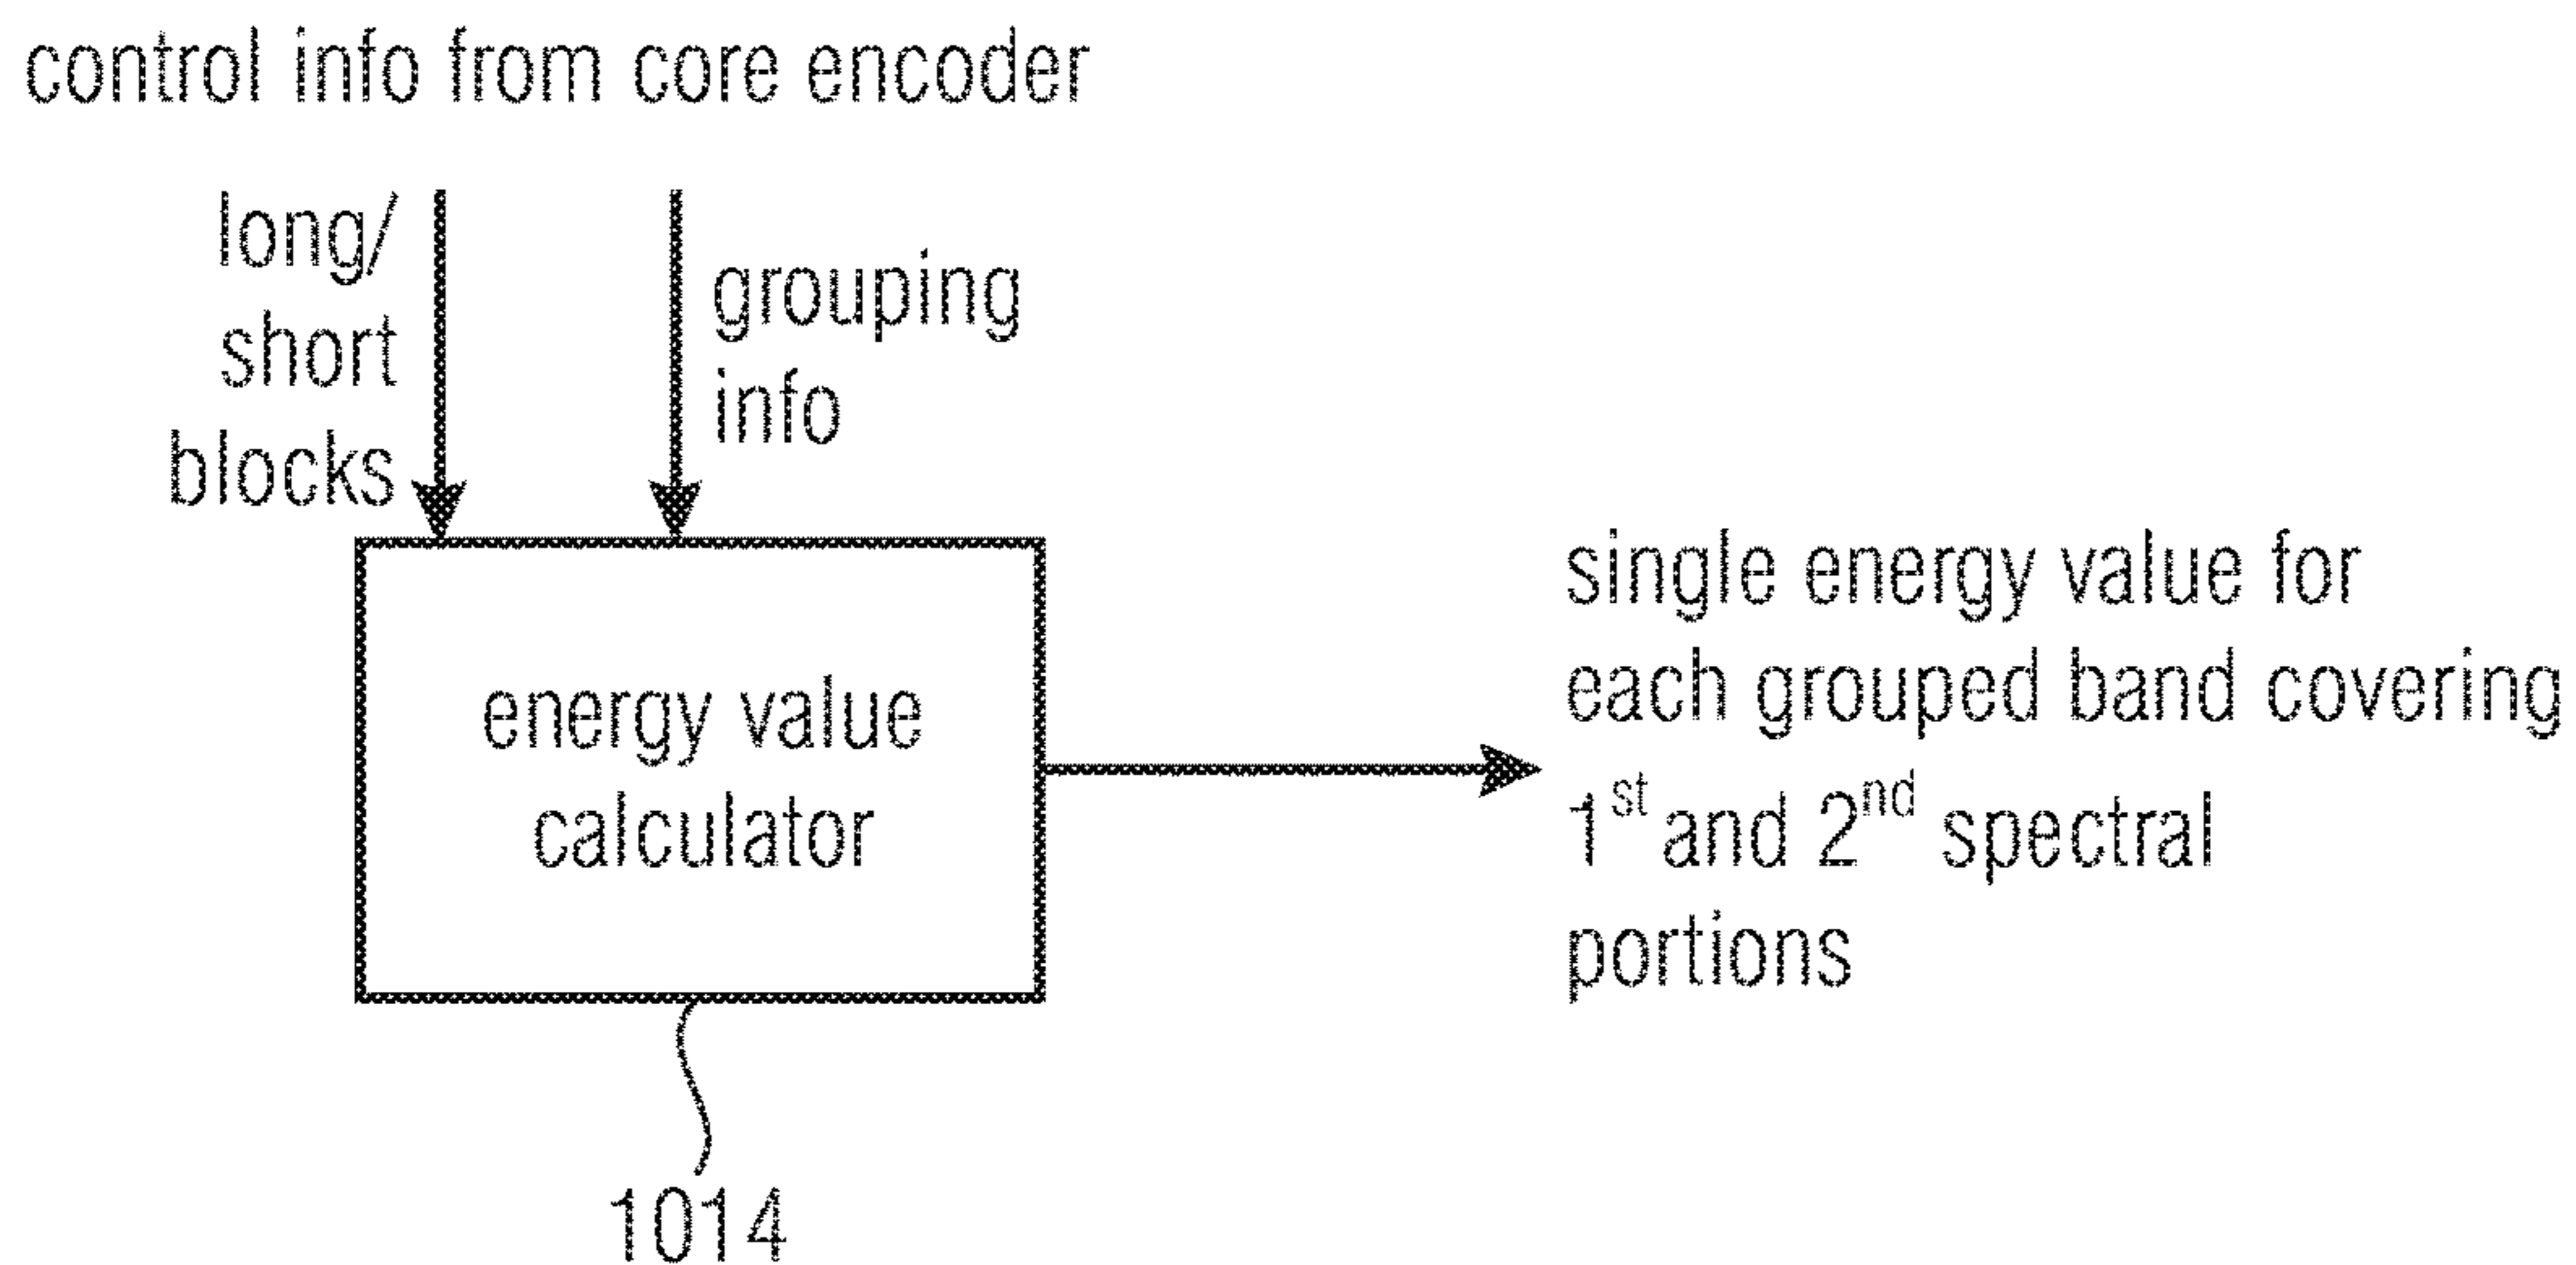 control info from core encoder
long/
short
blocks
grouping
info
energy value
calculator
single energy value for
each grouped band covering
1st and 2nd spectral
portions
1014